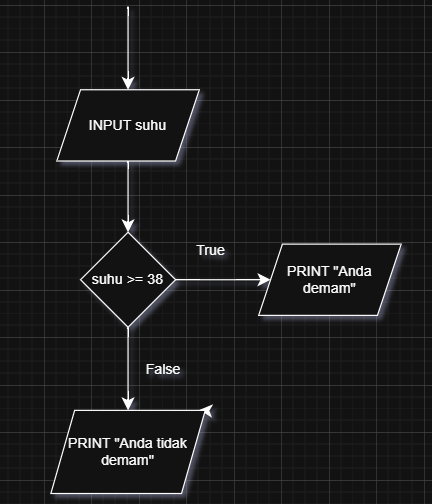 INPUT suhu
True
suhu >= 38
PRINT "Anda
demam"
False
PRINT "Anda tidak
demam"